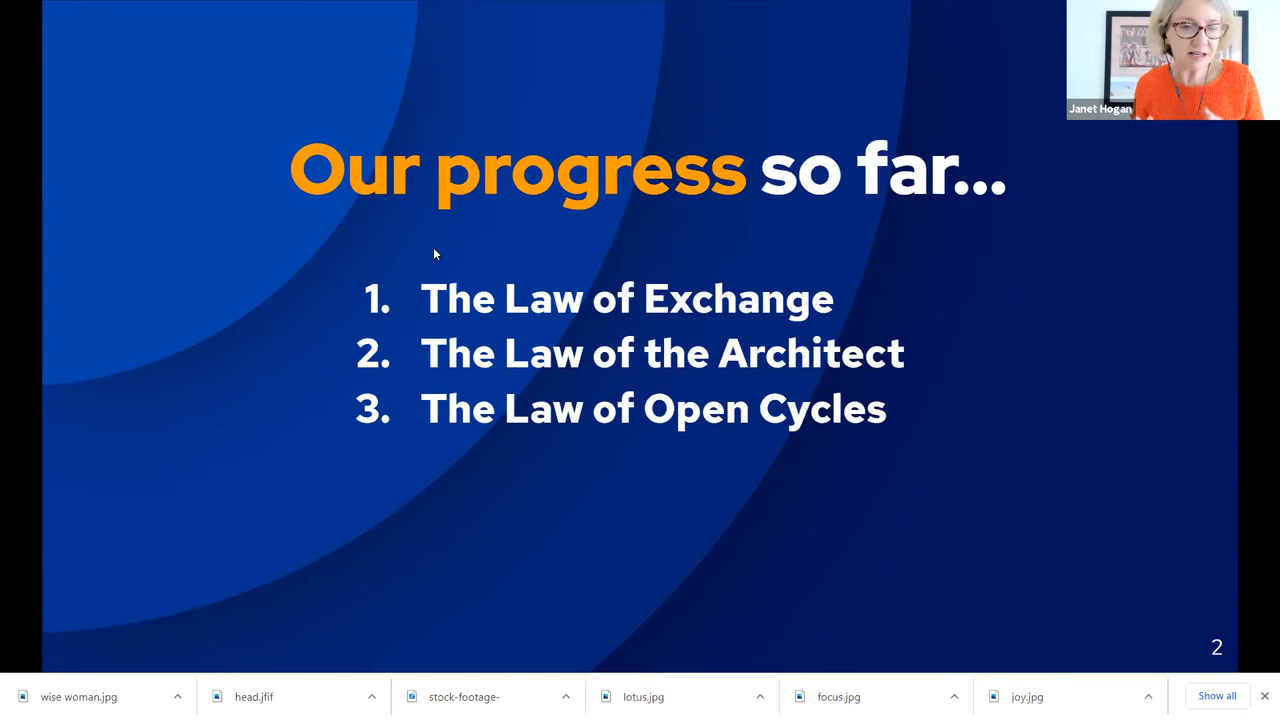 Janet Hogan
Our progress so far...
1. The Law of Exchange
2. The Law of the Architect
3. The Law of Open Cycles
2
wise woman.jpg
head.jfif
stock-footage-
lotus.jpg
focus.jpg
joy.jpg
Show all